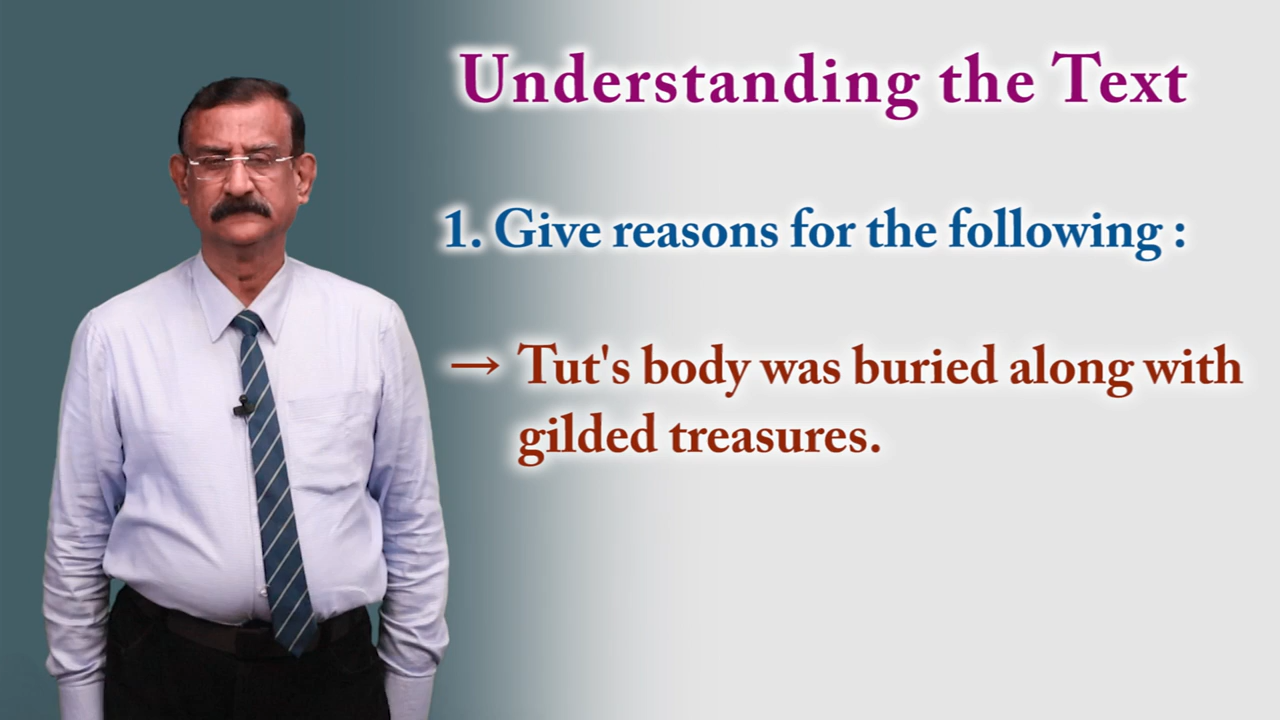 Understanding the Text
1. Give reasons for the following :
→ Tut's body was buried along with
gilded treasures.